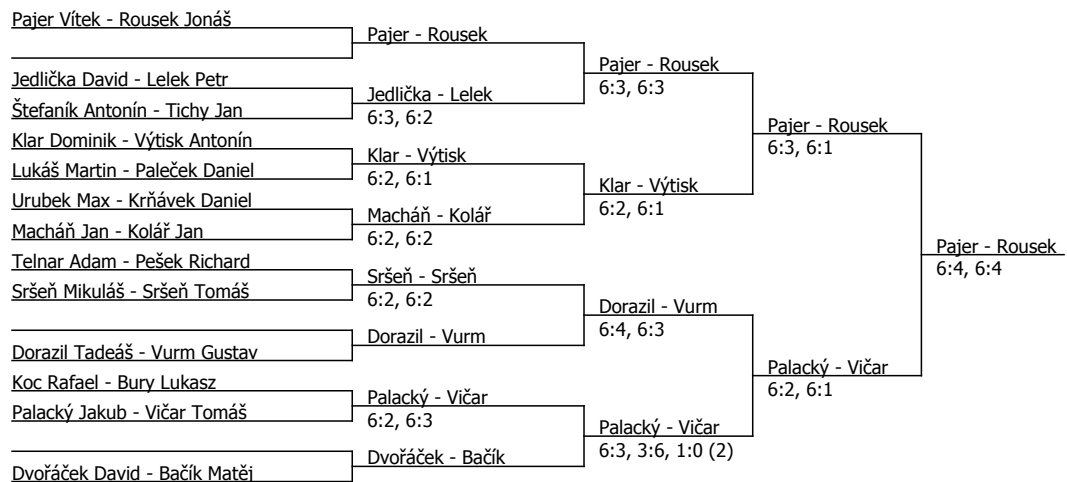 Pajer Vítek - Rousek Jonáš
Jedlička David - Lelek Petr
Štefaník Antonín - Tichy Jan
Klar Dominik - Výtisk Antonín
Lukáš Martin - Paleček Daniel
Urubek Max - Krňávek Daniel
Macháň Jan - Kolář Jan
Telnar Adam - Pešek Richard
Sršeň Mikuláš - Sršeň Tomáš
Dorazil Tadeáš - Vurm Gustav
Koc Rafael - Bury Lukasz
Palacký Jakub - Vičar Tomáš
Dvořáček David - Bačík Matěj
Pajer - Rousek
Jedlička - Lelek
6:3, 6:2
Klar - Výtisk
6:2, 6:1
Macháň - Kolář
6:2, 6:2
Sršeň - Sršeň
6:2, 6:2
Dorazil - Vurm
Palacký - Vičar
6:2, 6:3
Dvořáček - Bačík
Pajer - Rousek
6:3, 6:3
Klar - Výtisk
6:2, 6:1
Dorazil - Vurm
6:4, 6:3
Palacký - Vičar
6:3, 3:6, 1:0 (2)
Pajer - Rousek
6:3, 6:1
Palacký - Vičar
6:2, 6:1
Pajer - Rousek
6:4, 6:4